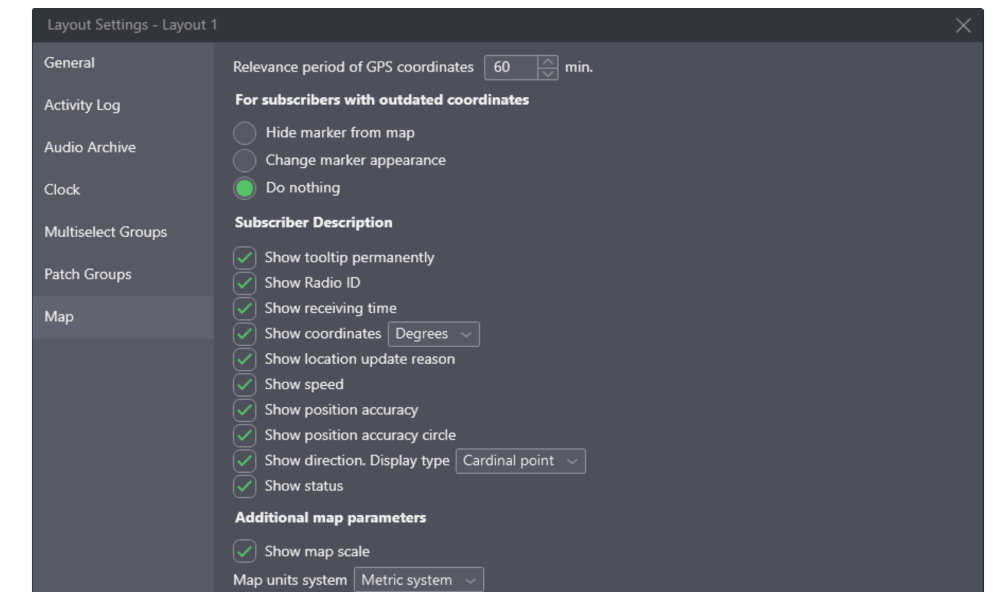 Layout Settings - Layout 1
General
Activity Log
Audio Archive
Clock
Multiselect Groups
Patch Groups
Map
Relevance period of GPS coordinates 60 min.
For subscribers with outdated coordinates
Hide marker from map
Change marker appearance
Do nothing
Subscriber Description
Show tooltip permanently
Show Radio ID
Show receiving time
Show coordinates Degrees
Show location update reason
Show speed
Show position accuracy
Show position accuracy circle
Show direction. Display type Cardinal point
Show status
Additional map parameters
Show map scale
Map units system Metric system